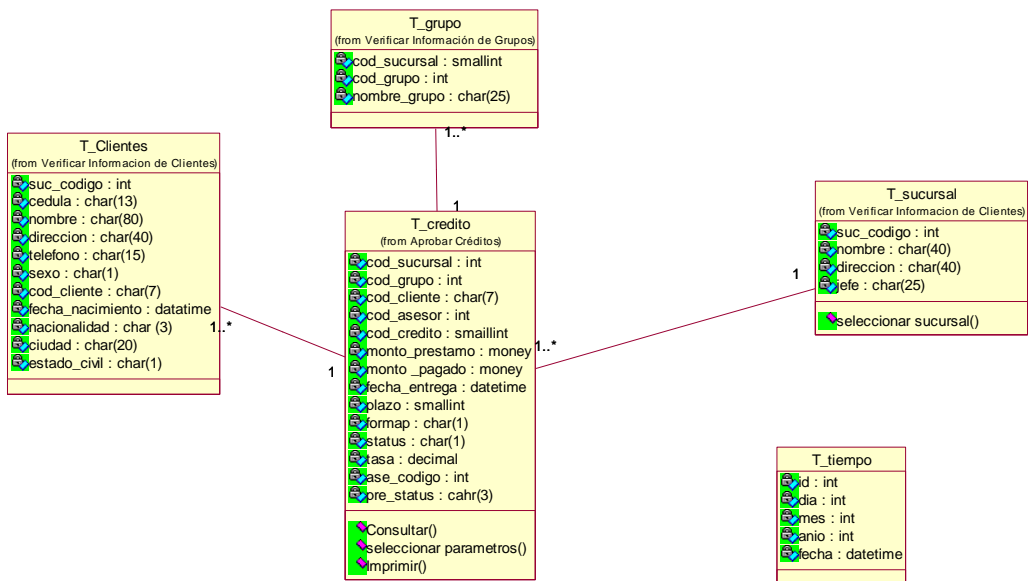 T_grupo
(from Verificar Información de Grupos)
cod_sucursal : smallint
cod_grupo : int
nombre_grupo : char(25)
1..*
T_Clientes
(from Verificar Informacion de Clientes)
suc_codigo : int
cedula : char(13)
nombre : char(80)
direccion : char(40)
telefono : char(15)
sexo : char(1)
cod_cliente : char(7)
fecha_nacimiento : datatime
nacionalidad : char (3)
ciudad : char(20)
estado_civil : char(1)
1..*
1
1
T_credito
(from Aprobar Créditos)
cod_sucursal : int
cod_grupo : int
cod_cliente : char(7)
cod_asesor : int
cod_credito : smaillint
monto_prestamo : money
monto _pagado : money
fecha_entrega : datetime
plazo : smallint
formap : char(1)
status : char(1)
tasa : decimal
ase_codigo : int
pre_status : cahr(3)
Consultar()
seleccionar parametros()
Imprimir()
1..*
1
T_sucursal
(from Verificar Informacion de Clientes)
suc_codigo : int
nombre : char(40)
direccion : char(40)
jefe : char(25)
seleccionar sucursal()
T_tiempo
id : int
dia : int
mes : int
anio : int
fecha : datetime